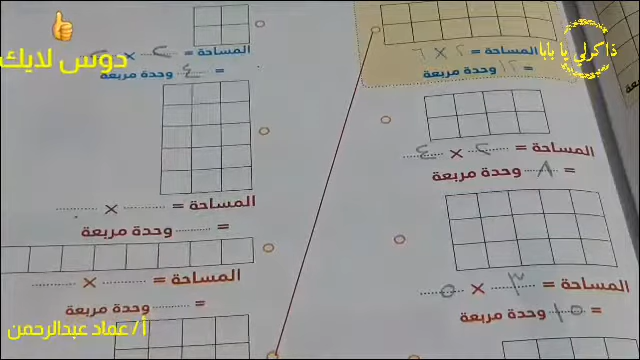 ذاكرلي يا بابا
المساحة = ٢ × ٦
= ١٢ وحدة مربعة
المساحة = ٢ × ٤
= ٨ وحدة مربعة
المساحة = ٣ × ٥
= ١٥ وحدة مربعة
دوس لايك
المساحة = ٢ ×
= ٤ وحدة مربعة
المساحة = ............ × ............
= ............ وحدة مربعة
المساحة = ............ × ............
= ............ وحدة مربعة
أ/ عماد عبدالرحمن